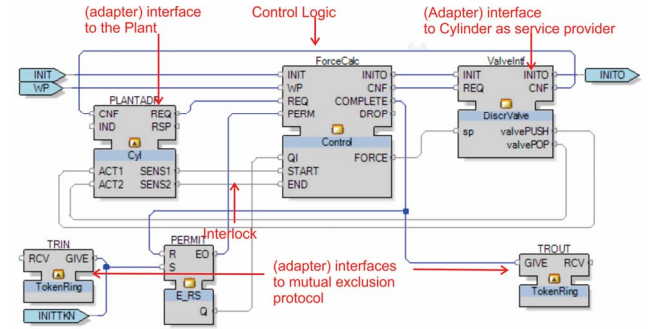 (adapter) interface
to the Plant
Control Logic
(Adapter) interface
to Cylinder as service provider
ForceCalc
ValveIntf
INIT
WP
INIT
INITO
WP
CNF
REQ
COMPLETE
PERM
DROP
Control
QI
FORCE
START
END
INIT
INITO
REQ
CNF
DiscrValve
sp
valvePUSH
valvePOP
INITO
PLANTADP
CNF
REQ
IND
RSP
Cyl
ACT1
SENS1
ACT2
SENS2
Interlock
TRIN
RCV
GIVE
TokenRing
INITTKN
PERMIT
R
EO
S
E_RS
Q
(adapter) interfaces
to mutual exclusion
protocol
TROUT
GIVE
RCV
TokenRing